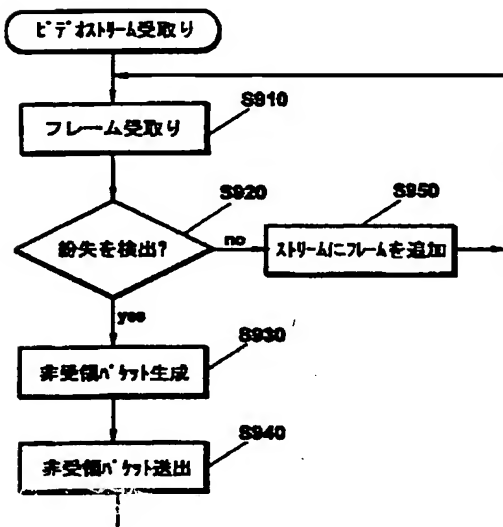 ビデオストリーム受取り
S910
フレーム受取り
S920
紛失を検出?
no
S950
ストリームにフレームを追加
yes
S930
非受領パケット生成
S940
非受領パケット送出